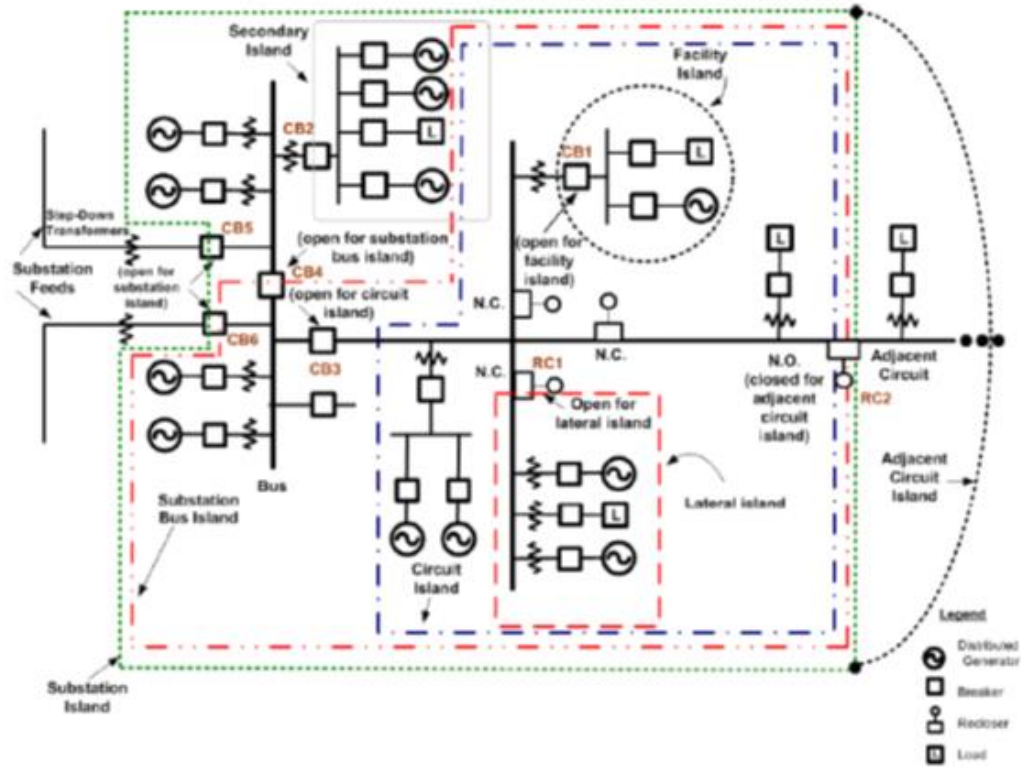 Secondary
Island
Facility
Island
CB2
L
CB1
L
Step-Down
Transformers
CB5
(open for substation
bus island)
(open for
facility
island)
L
L
Substation
Feeds
(open for
substation
island)
CB4
(open for circuit
island)
N.C.
CB6
CB3
N.C.
N.C.
RC1
N.O.
(closed for
adjacent
circuit
island)
Adjacent
Circuit
RC2
Open for
lateral island
Bus
Substation
Bus Island
Lateral island
L
Adjacent
Circuit
Island
Circuit
Island
Substation
Island
Legend
Distributed
Generator
Breaker
Recloser
L
Load